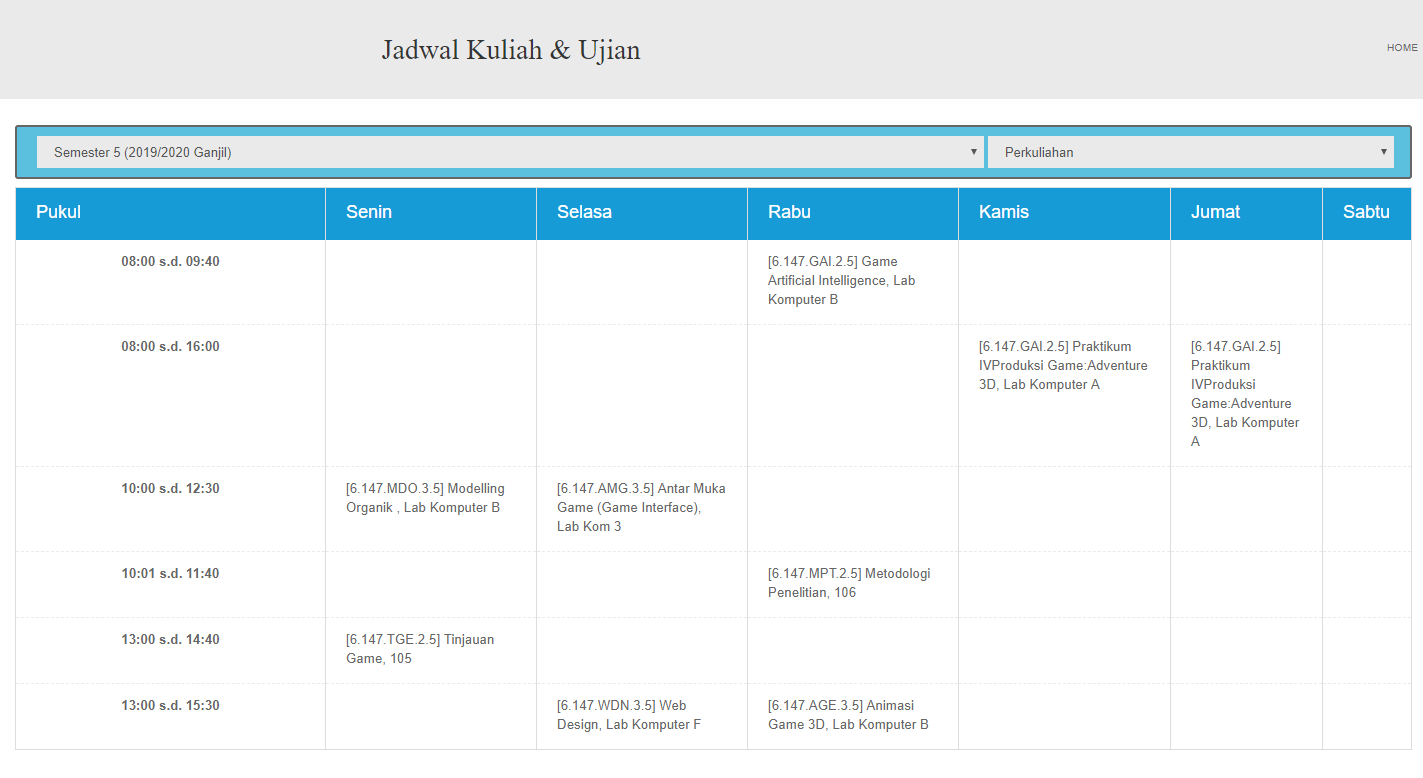 Jadwal Kuliah & Ujian
HOME
Semester 5 (2019/2020 Ganjil)
Perkuliahan
Pukul
Senin
Selasa
Rabu
Kamis
Jumat
Sabtu
08:00 s.d. 09:40
[6.147.GAI.2.5] Game
Artificial Intelligence, Lab
Komputer B
08:00 s.d. 16:00
[6.147.GAI.2.5] Praktikum
IVProduksi Game:Adventure
3D, Lab Komputer A
[6.147.GAI.2.5]
Praktikum
IVProduksi
Game:Adventure
3D, Lab Komputer
A
10:00 s.d. 12:30
[6.147.MDO.3.5] Modelling
Organik , Lab Komputer B
[6.147.AMG.3.5] Antar Muka
Game (Game Interface),
Lab Kom 3
10:01 s.d. 11:40
[6.147.MPT.2.5] Metodologi
Penelitian, 106
13:00 s.d. 14:40
[6.147.TGE.2.5] Tinjauan
Game, 105
13:00 s.d. 15:30
[6.147.WDN.3.5] Web
Design, Lab Komputer F
[6.147.AGE.3.5] Animasi
Game 3D, Lab Komputer B